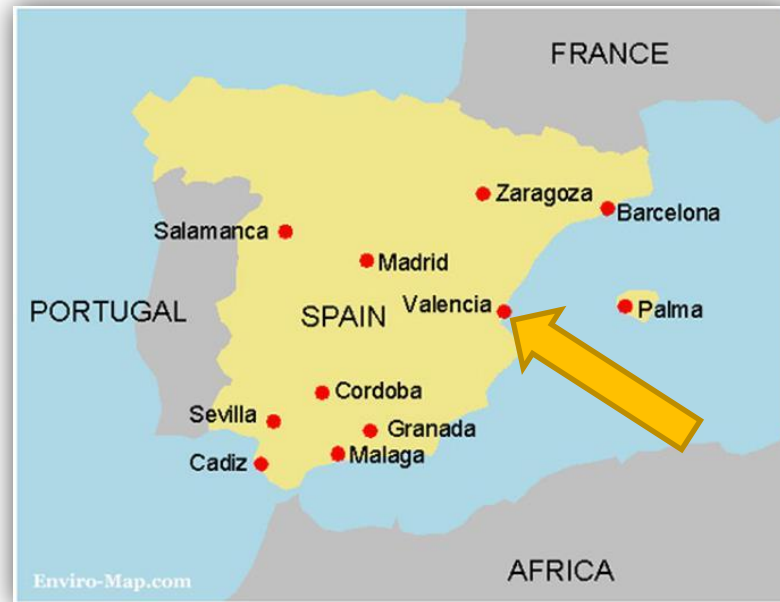 FRANCE
Zaragoza
Barcelona
Salamanca
Madrid
Valencia
Palma
PORTUGAL
SPAIN
Cordoba
Sevilla
Granada
Malaga
Cadiz
AFRICA
Enviro-Map.com